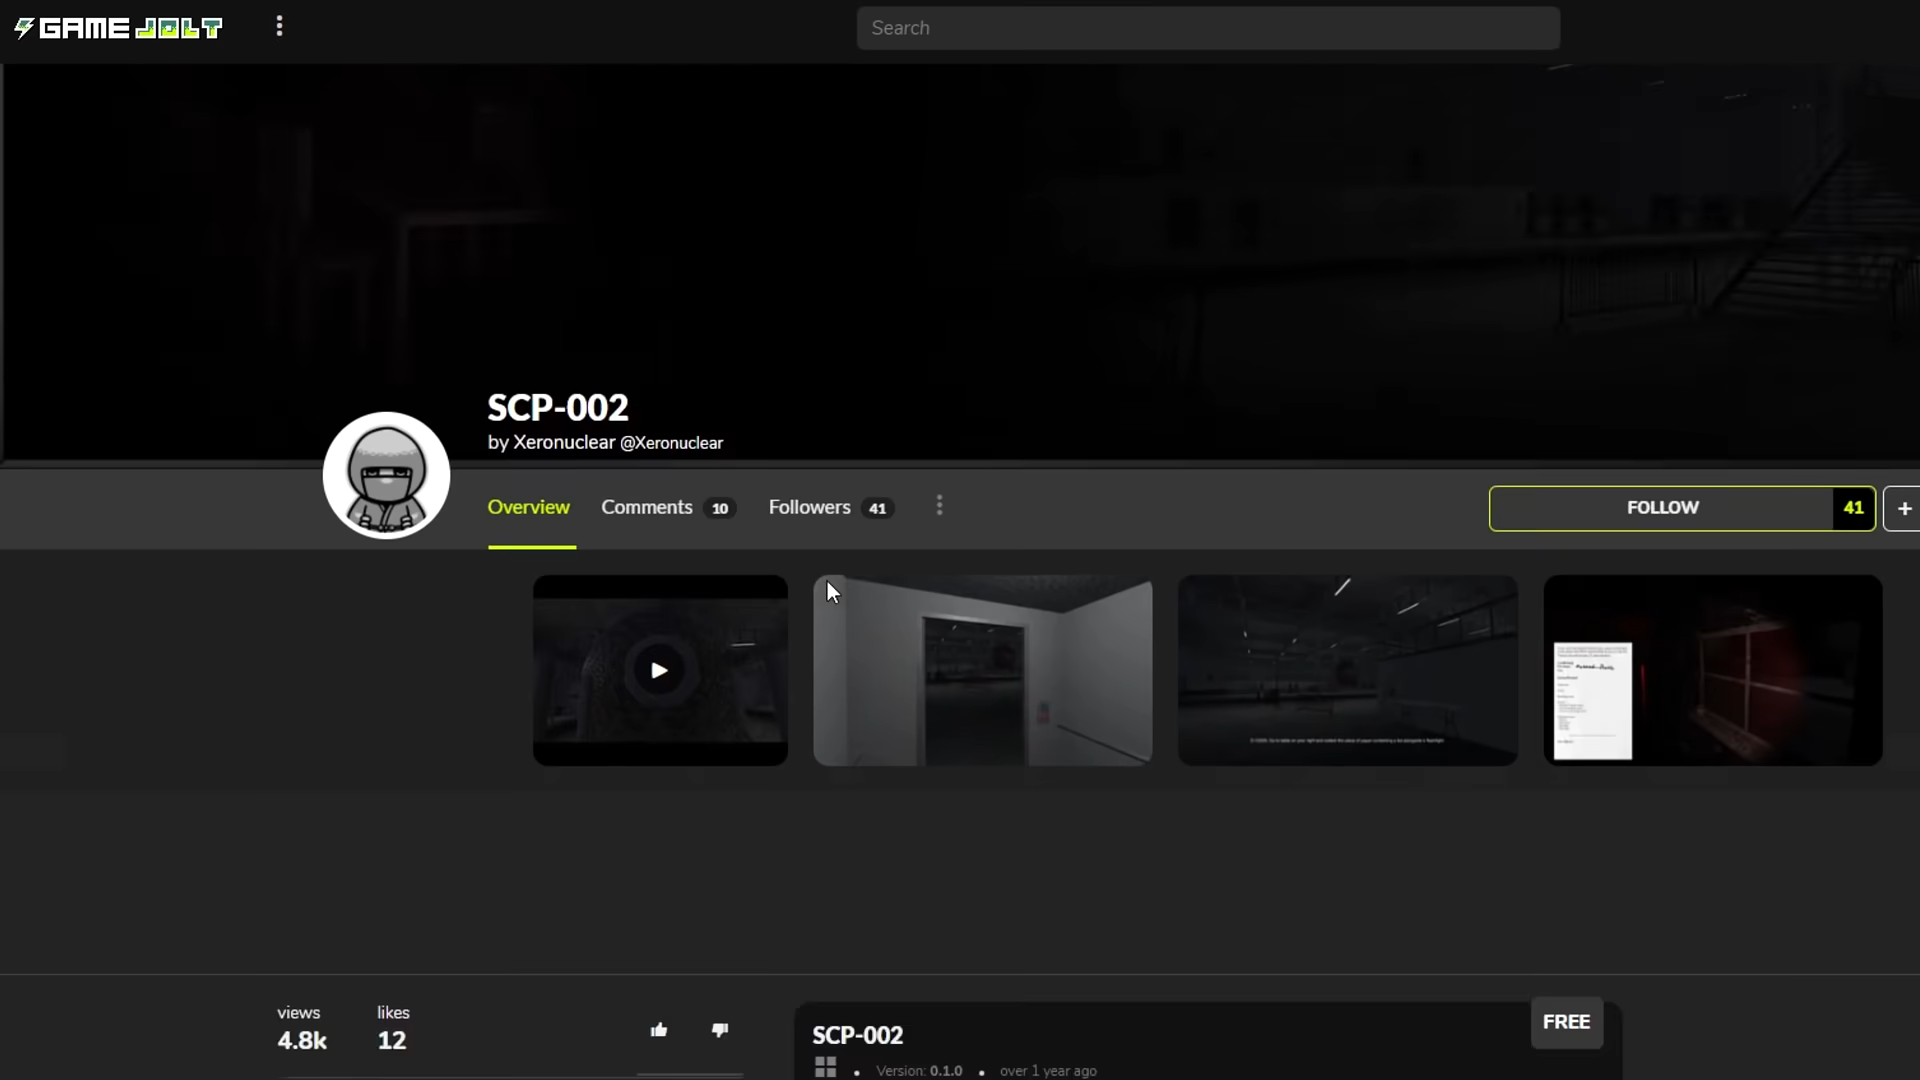 GAME JOLT
Search
SCP-002
by Xeronuclear @Xeronuclear
Overview
Comments 10
Followers 41
FOLLOW 41
+
views
4.8k
likes
12
SCP-002
FREE
Version: 0.1.0 • over 1 year ago